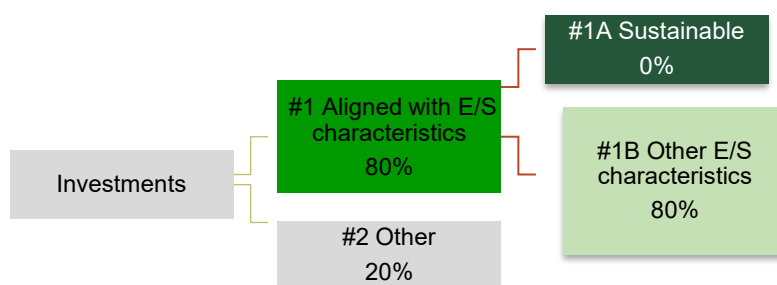 #1A Sustainable
0%
#1 Aligned with E/S
characteristics
80%
#1B Other E/S
characteristics
80%
Investments
#2 Other
20%